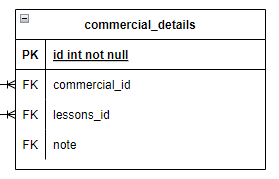 commercial_details
PK id int not null
FK commercial_id
FK lessons_id
FK note